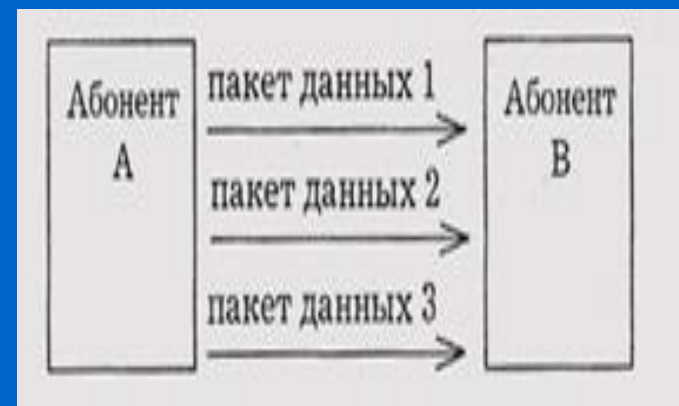 Абонент
А
пакет данных 1
пакет данных 2
пакет данных 3
Абонент
В